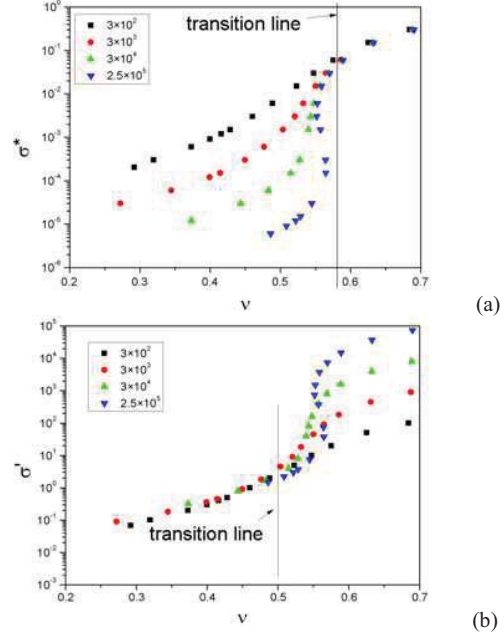 (a)
transition line
3×10²
3×10³
3×10⁴
2.5×10⁵
10⁰
10⁻¹
10⁻²
10⁻³
10⁻⁴
10⁻⁵
10⁻⁶
σ*
0.2 0.3 0.4 0.5 0.6 0.7
ν
(a)
(b)
3×10²
3×10³
3×10⁴
2.5×10⁵
10⁵
10⁴
10³
10²
10¹
10⁰
10⁻¹
10⁻²
10⁻³
σ'
transition line
0.2 0.3 0.4 0.5 0.6 0.7
ν
(b)